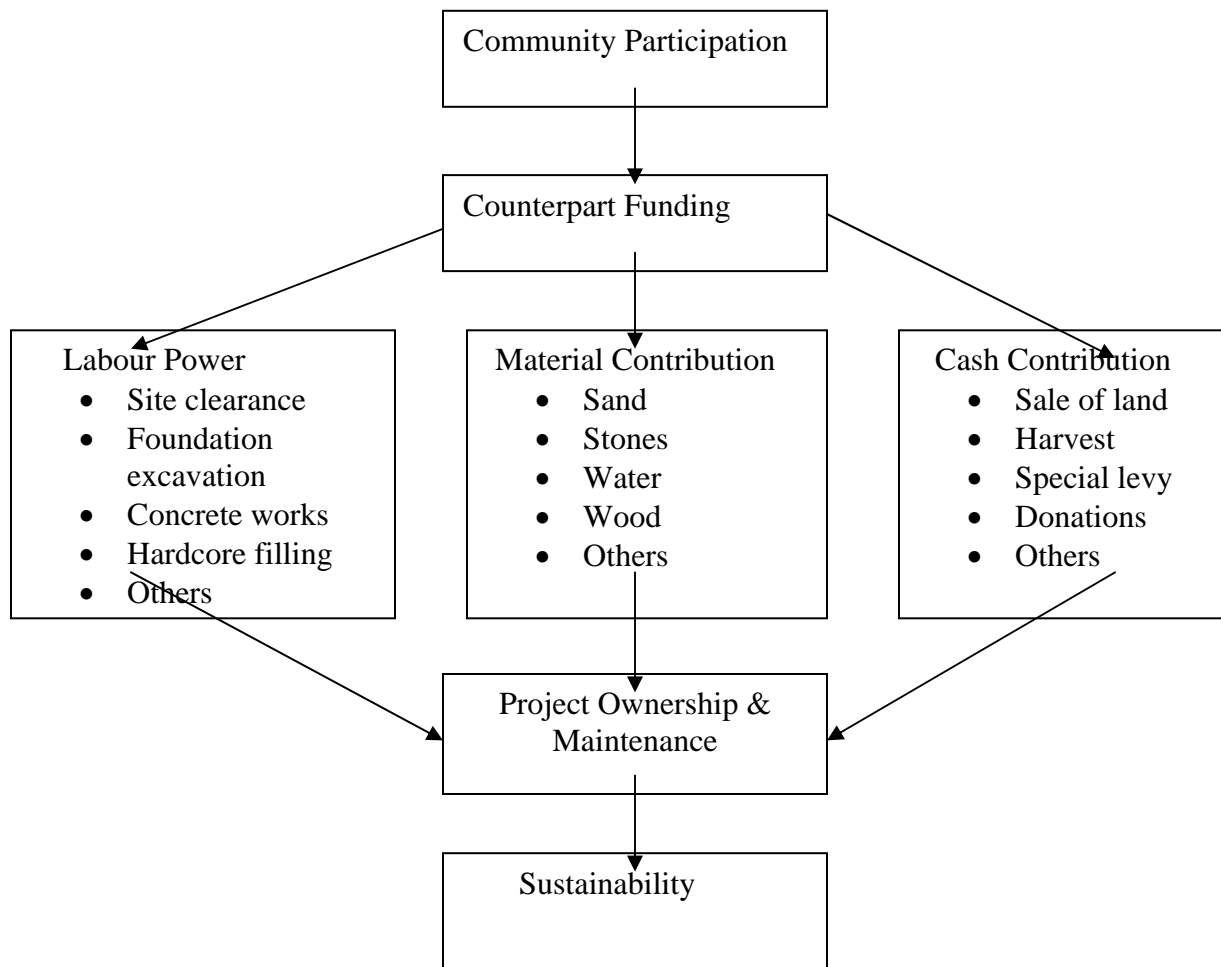 Community Participation
Counterpart Funding
Labour Power
• Site clearance
• Foundation
excavation
• Concrete works
• Hardcore filling
• Others
Material Contribution
• Sand
• Stones
• Water
• Wood
• Others
Cash Contribution
• Sale of land
• Harvest
• Special levy
• Donations
• Others
Project Ownership &
Maintenance
Sustainability